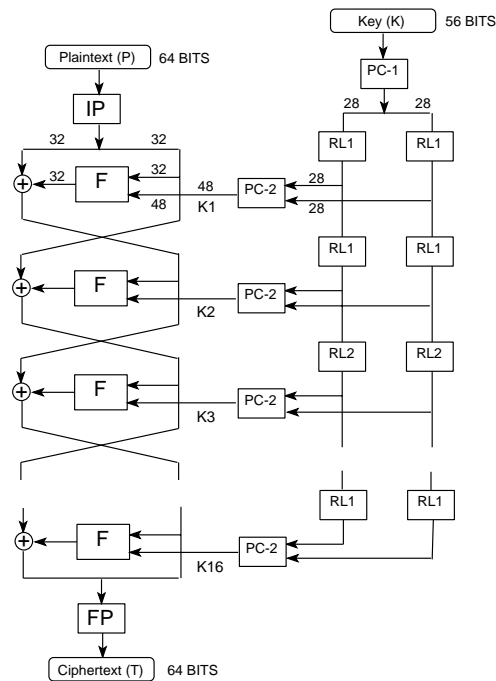 Key (K) 56 BITS
Plaintext (P) 64 BITS
PC-1
IP
28 28
32 32
RL1 RL1
F 32
32 48 PC-2 28
48 K1 28
RL1 RL1
F PC-2
K2
RL2 RL2
F PC-2
K3
RL1 RL1
F PC-2
K16
FP
Ciphertext (T) 64 BITS